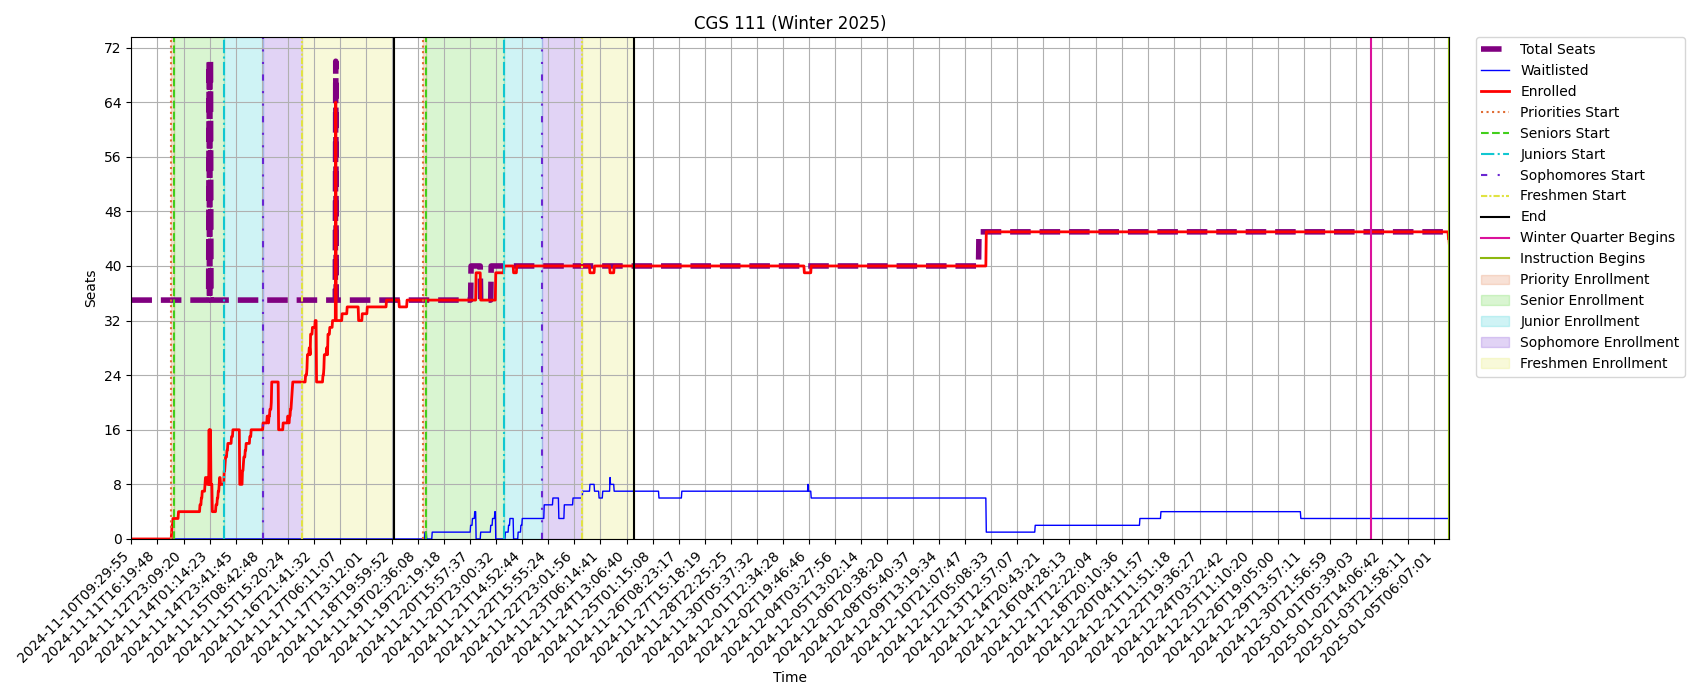 CGS 111 (Winter 2025)
72
64
56
48
40
32
24
16
8
0
Seats
2024-11-10T09:29:55
2024-11-11T16:19:48
2024-11-12T23:09:20
2024-11-14T01:14:23
2024-11-14T23:41:45
2024-11-15T08:42:48
2024-11-15T15:20:24
2024-11-16T21:41:32
2024-11-17T06:11:07
2024-11-17T13:12:01
2024-11-18T19:59:52
2024-11-19T02:36:08
2024-11-19T22:19:18
2024-11-20T15:57:37
2024-11-20T23:00:32
2024-11-21T14:52:44
2024-11-22T15:55:24
2024-11-22T23:01:56
2024-11-23T06:14:41
2024-11-24T13:06:40
2024-11-25T01:15:08
2024-11-26T08:23:17
2024-11-27T15:18:19
2024-11-28T22:25:25
2024-11-30T05:37:32
2024-12-01T12:34:28
2024-12-02T19:46:46
2024-12-04T03:27:56
2024-12-05T13:02:14
2024-12-06T20:38:20
2024-12-08T05:40:37
2024-12-09T13:19:34
2024-12-10T21:07:47
2024-12-12T05:08:33
2024-12-13T12:57:07
2024-12-14T20:43:21
2024-12-16T04:28:13
2024-12-17T12:22:04
2024-12-18T20:10:36
2024-12-20T04:11:57
2024-12-21T11:51:18
2024-12-22T19:36:27
2024-12-24T03:22:42
2024-12-25T11:10:20
2024-12-26T19:05:00
2024-12-29T13:57:11
2024-12-30T21:56:59
2025-01-01T05:39:03
2025-01-02T14:06:42
2025-01-03T21:58:11
2025-01-05T06:07:01
Time
Total Seats
Waitlisted
Enrolled
Priorities Start
Seniors Start
Juniors Start
Sophomores Start
Freshmen Start
End
Winter Quarter Begins
Instruction Begins
Priority Enrollment
Senior Enrollment
Junior Enrollment
Sophomore Enrollment
Freshmen Enrollment